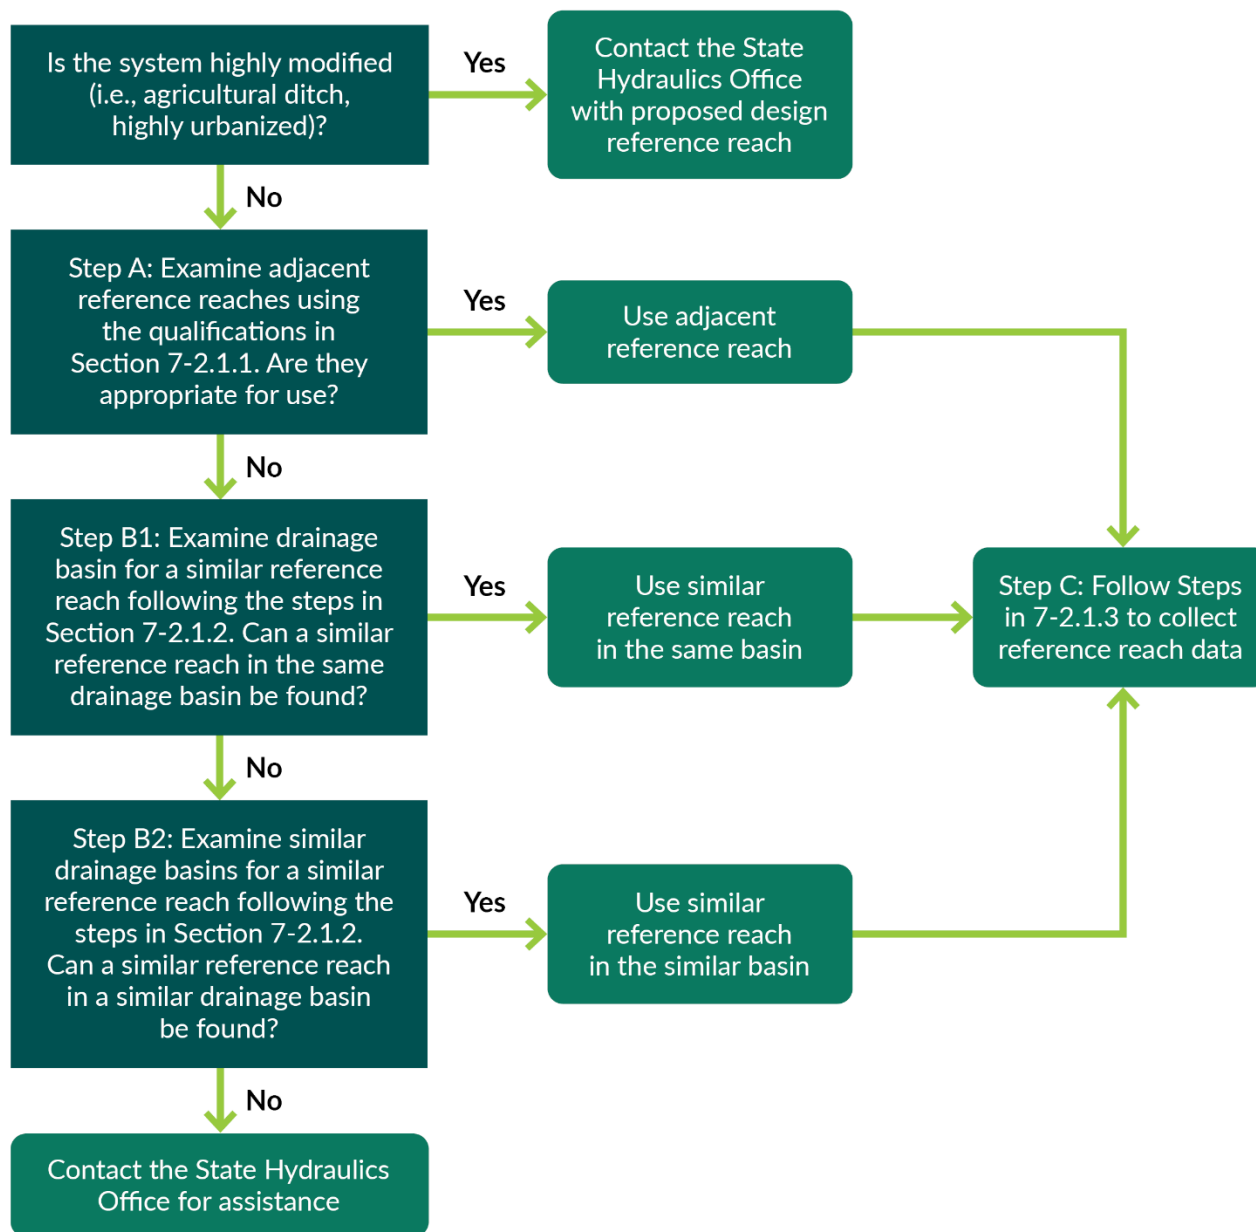 Is the system highly modified
(i.e., agricultural ditch,
highly urbanized)?
Yes
Contact the State
Hydraulics Office
with proposed design
reference reach
No
Step A: Examine adjacent
reference reaches using
the qualifications in
Section 7-2.1.1. Are they
appropriate for use?
Yes
Use adjacent
reference reach
No
Step B1: Examine drainage
basin for a similar reference
reach following the steps in
Section 7-2.1.2. Can a similar
reference reach in the same
drainage basin be found?
Yes
Use similar
reference reach
in the same basin
Step C: Follow Steps
in 7-2.1.3 to collect
reference reach data
No
Step B2: Examine similar
drainage basins for a similar
reference reach following the
steps in Section 7-2.1.2.
Can a similar reference reach
in a similar drainage basin
be found?
Yes
Use similar
reference reach
in the similar basin
No
Contact the State Hydraulics
Office for assistance